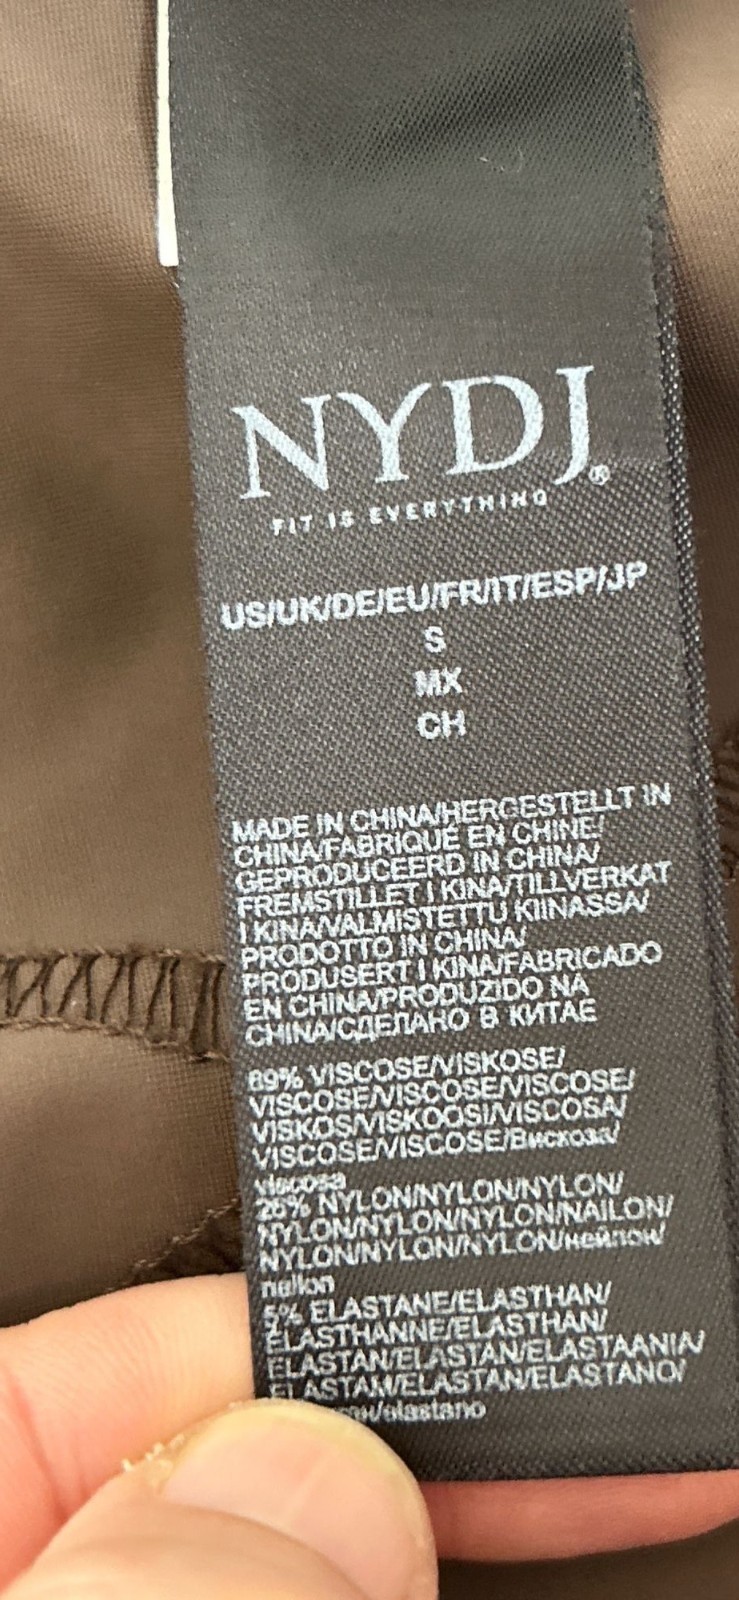 NYDJ®
FIT IS EVERYTHING
US/UK/DE/EU/FR/IT/ESP/JP
S
MX
CH
MADE IN CHINA/HERGESTELLT IN
CHINA/FABRIQUÉ EN CHINE/
GEPRODUCEERD IN CHINA/
FREMSTILLET I KINA/TILLVERKAT
I KINA/VALMISTETTU KIINASSA/
PRODOTTO IN CHINA/
PRODUSERT I KINA/FABRICADO
EN CHINA/PRODUZIDO NA
CHINA/СДЕЛАНО В КИТАЕ
VISCOSE/VISKOSE/
VISCOSE/VISCOSE/VISCOSE/
VISKOS/VISKOOSI/VISCOSA/
VISCOSE/VISCOSE/Вискоза/
viscosa
26% NYLON/NYLON/NYLON/
NYLON/NYLON/NYLON/NAILON/
NYLON/NYLON/NYLON/нейлон/
neilon
5% ELASTANE/ELASTHAN/
ELASTHANNE/ELASTHAN/
ELASTAN/ELASTAN/ELASTAANIA/
ELASTAM/ELASTAN/ELASTANO/
elastano